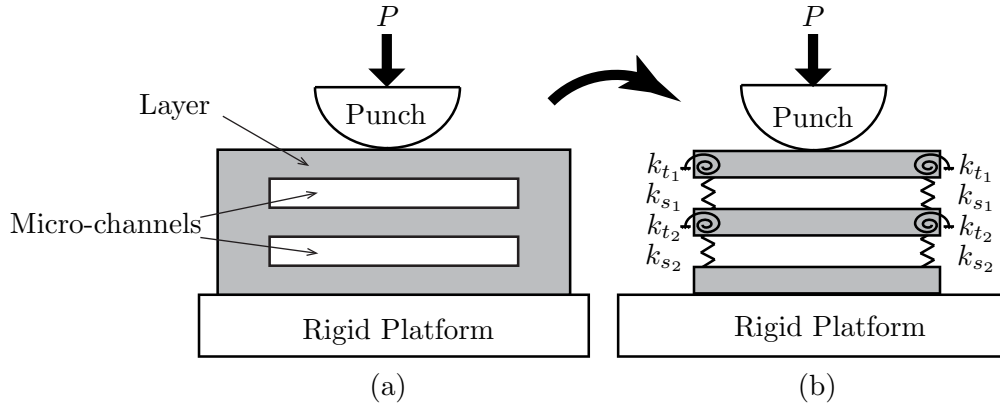 P
Punch
Layer
Micro-channels
Rigid Platform
(a)
P
Punch
k_{t_1}
k_{t_1}
k_{s_1}
k_{s_1}
k_{t_2}
k_{t_2}
k_{s_2}
k_{s_2}
Rigid Platform
(b)